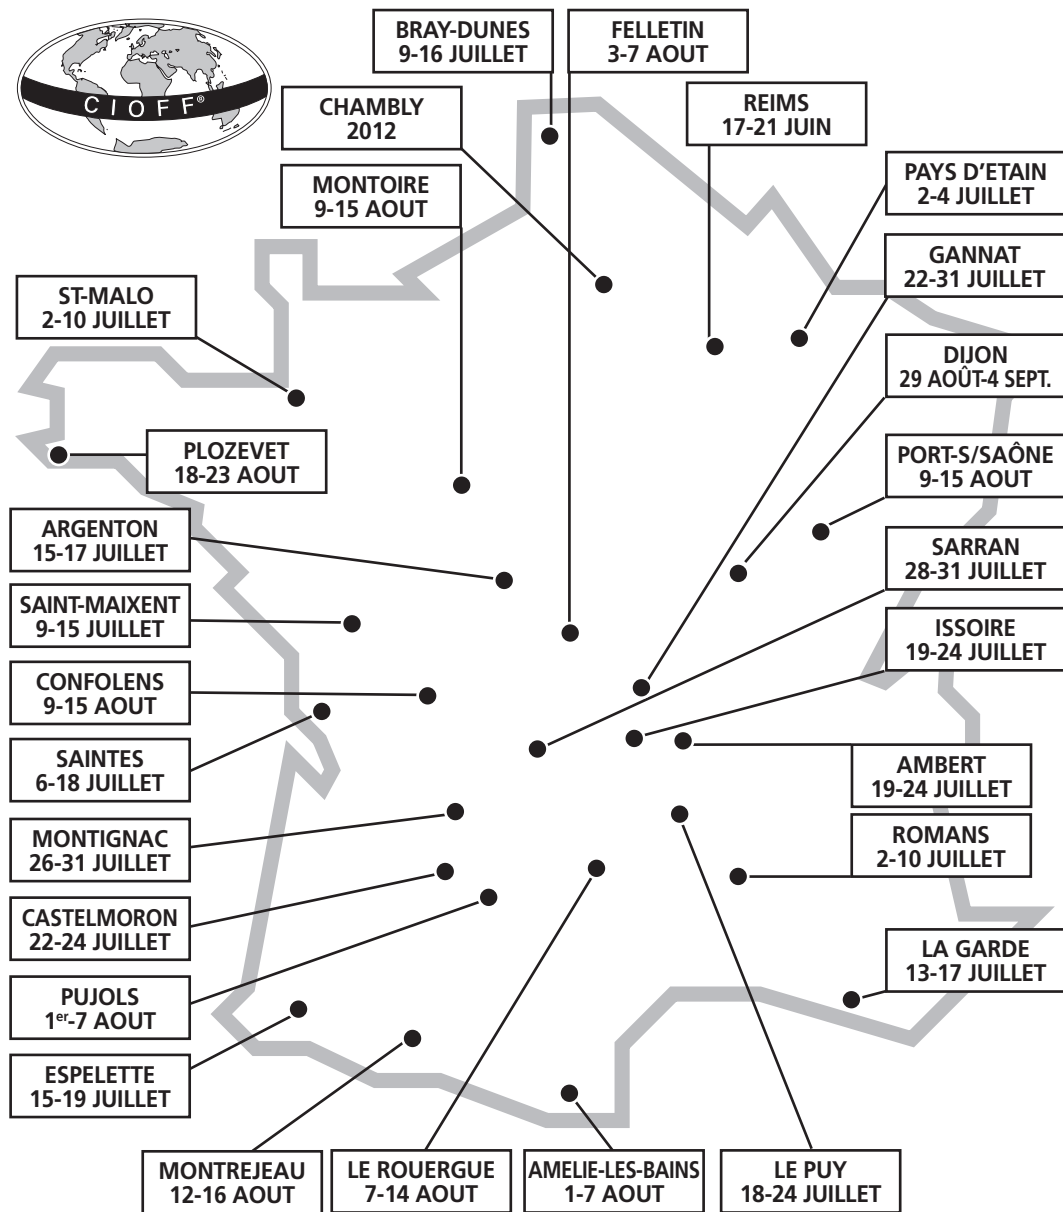 CIOFF®
BRAY-DUNES
9-16 JUILLET
FELLETIN
3-7 AOUT
CHAMBLY
2012
REIMS
17-21 JUIN
MONTOIRE
9-15 AOUT
PAYS D’ETAIN
2-4 JUILLET
GANNAT
22-31 JUILLET
ST-MALO
2-10 JUILLET
DIJON
29 AOÛT-4 SEPT.
PLOZEVET
18-23 AOUT
PORT-S/SAÔNE
9-15 AOUT
ARGENTON
15-17 JUILLET
SARRAN
28-31 JUILLET
SAINT-MAIXENT
9-15 JUILLET
ISSOIRE
19-24 JUILLET
CONFOLENS
9-15 AOUT
SAINTES
6-18 JUILLET
AMBERT
19-24 JUILLET
MONTIGNAC
26-31 JUILLET
ROMANS
2-10 JUILLET
CASTELMORON
22-24 JUILLET
LA GARDE
13-17 JUILLET
PUJOLS
1er-7 AOUT
ESPELETTE
15-19 JUILLET
MONTREJEAU
12-16 AOUT
LE ROUERGUE
7-14 AOUT
AMELIE-LES-BAINS
1-7 AOUT
LE PUY
18-24 JUILLET